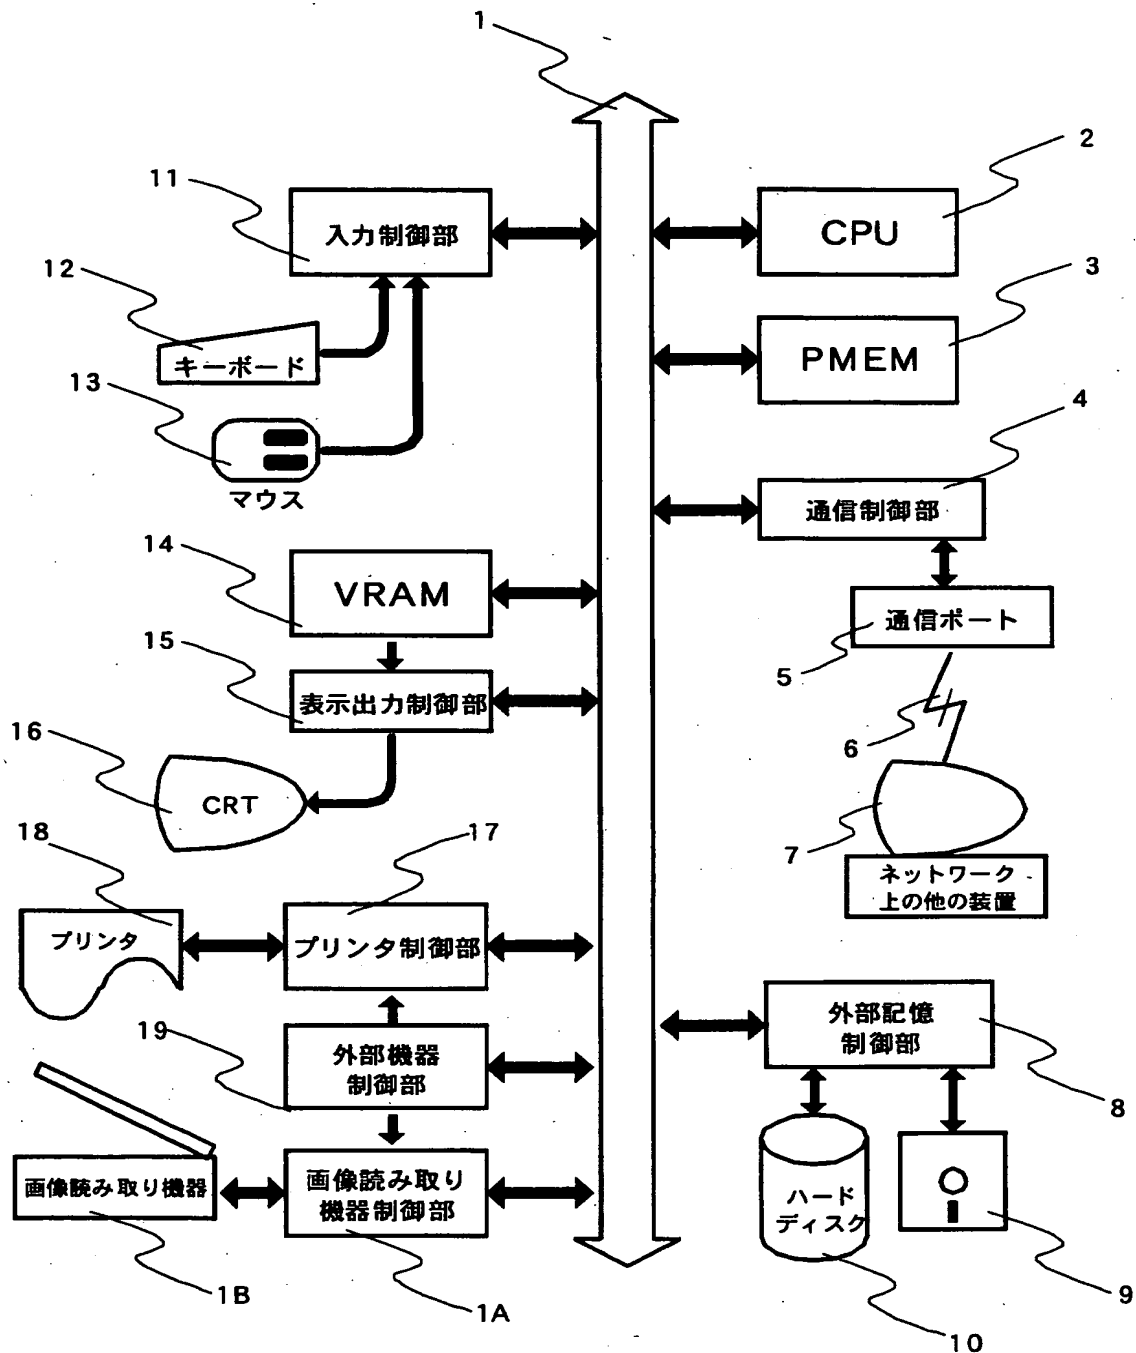 1
2
11
入力制御部
CPU
12
3
キーボード
PMEM
13
4
マウス
通信制御部
14
VRAM
通信ポート
15
5
表示出力制御部
16
6
CRT
18
17
7
ネットワーク
上の他の装置
プリンタ
プリンタ制御部
外部記憶
制御部
19
外部機器
制御部
8
画像読み取り機器
画像読み取り
機器制御部
ハード
ディスク
1B
1A
9
10